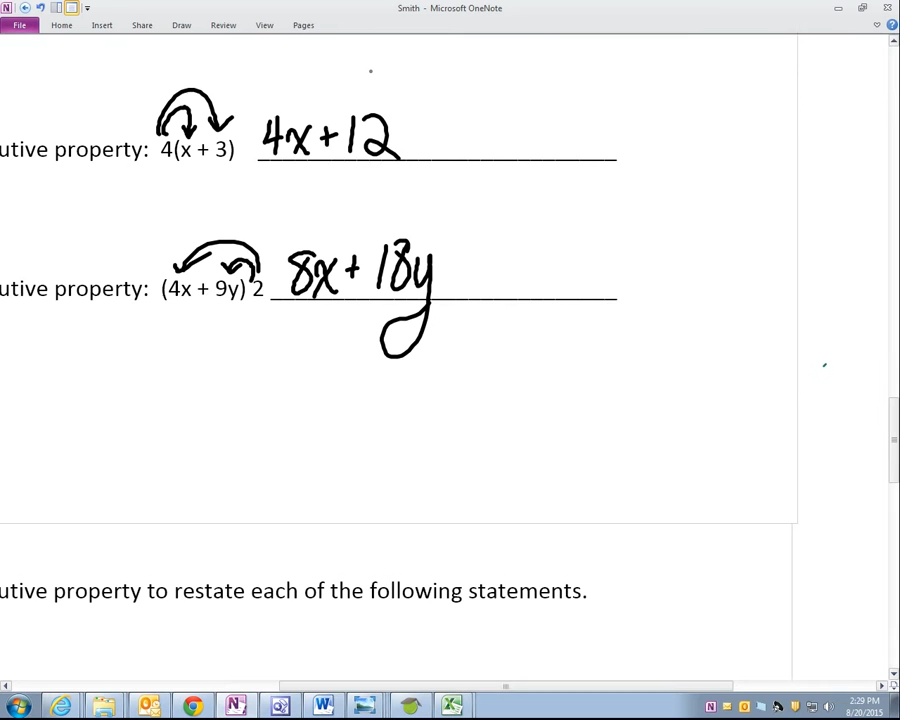 Smith - Microsoft OneNote
File Home Insert Share Draw Review View Pages
utive property: 4(x + 3) 4x + 12
utive property: (4x + 9y) 2 8x + 18y
utive property to restate each of the following statements.
2:29 PM
8/20/2015